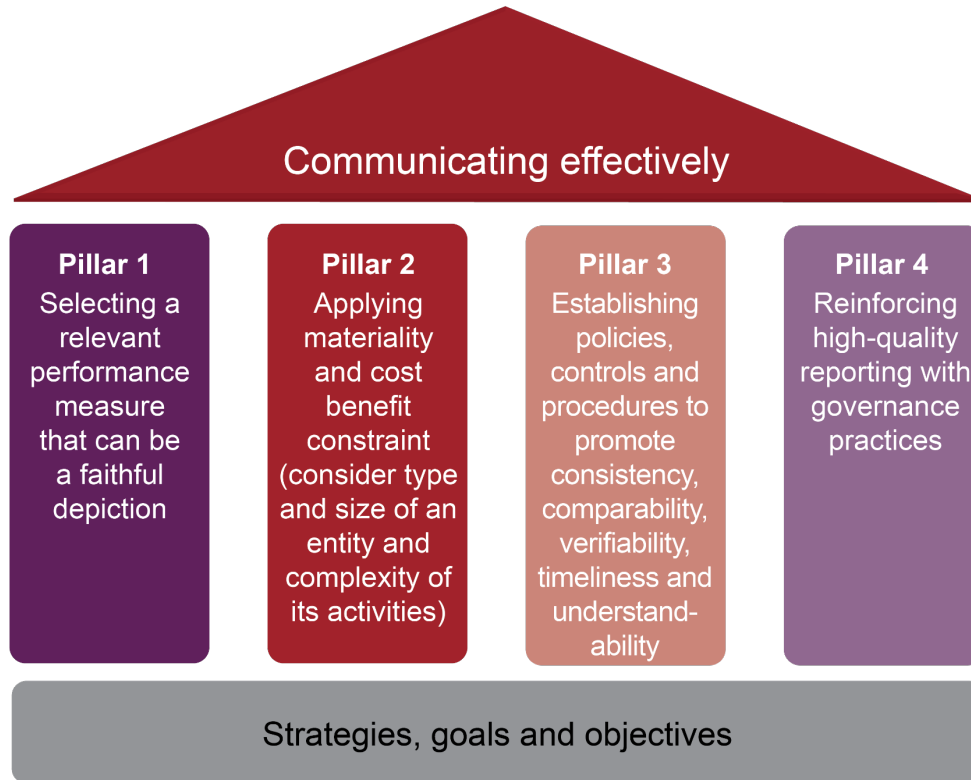 Communicating effectively
Pillar 1
Selecting a
relevant
performance
measure
that can be
a faithful
depiction
Pillar 2
Applying
materiality
and cost
benefit
constraint
(consider type
and size of an
entity and
complexity of
its activities)
Pillar 3
Establishing
policies,
controls and
procedures to
promote
consistency,
comparability,
verifiability,
timeliness and
understand-
ability
Pillar 4
Reinforcing
high-quality
reporting with
governance
practices
Strategies, goals and objectives